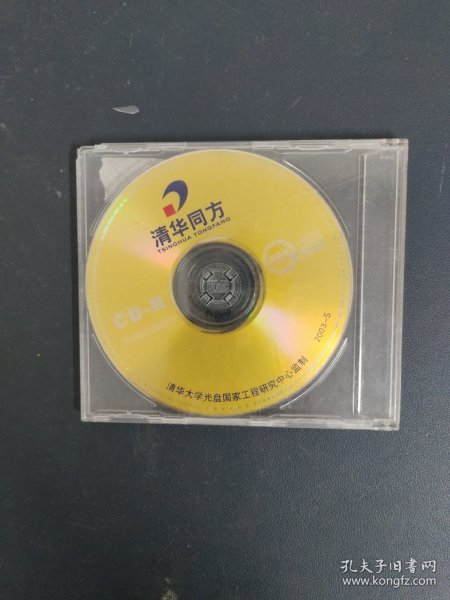 清华同方
TSINGHUA TONGFANG
CD-R
清华大学光盘国家工程研究中心监制
2003-S
孔夫子旧书网
www.kongfz.com